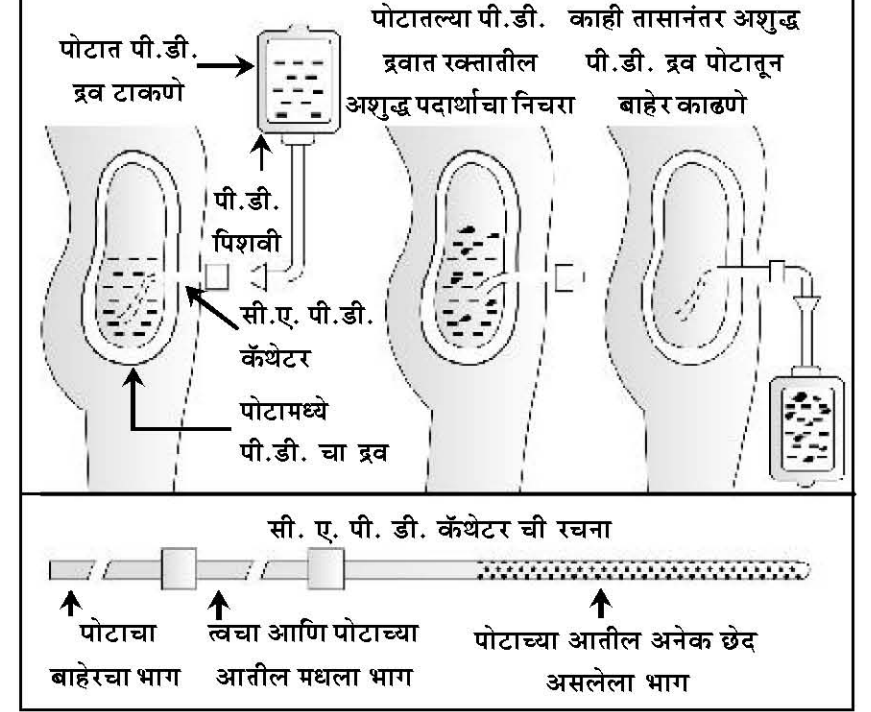 पोटात पी.डी.
द्रव टाकणे
पोटातल्या पी.डी.
द्रवात रक्तातील
अशुद्ध पदार्थाचा निचरा
काही तासानंतर अशुद्ध
पी.डी. द्रव पोटातून
बाहेर काढणे
पी.डी.
पिशवी
सी.ए. पी.डी.
कॅथेटर
पोटामध्ये
पी.डी. चा द्रव
सी. ए. पी. डी. कॅथेटर ची रचना
पोटाचा
बाहेरचा भाग
त्वचा आणि पोटाच्या
आतील मधला भाग
पोटाच्या आतील अनेक छेद
असलेला भाग